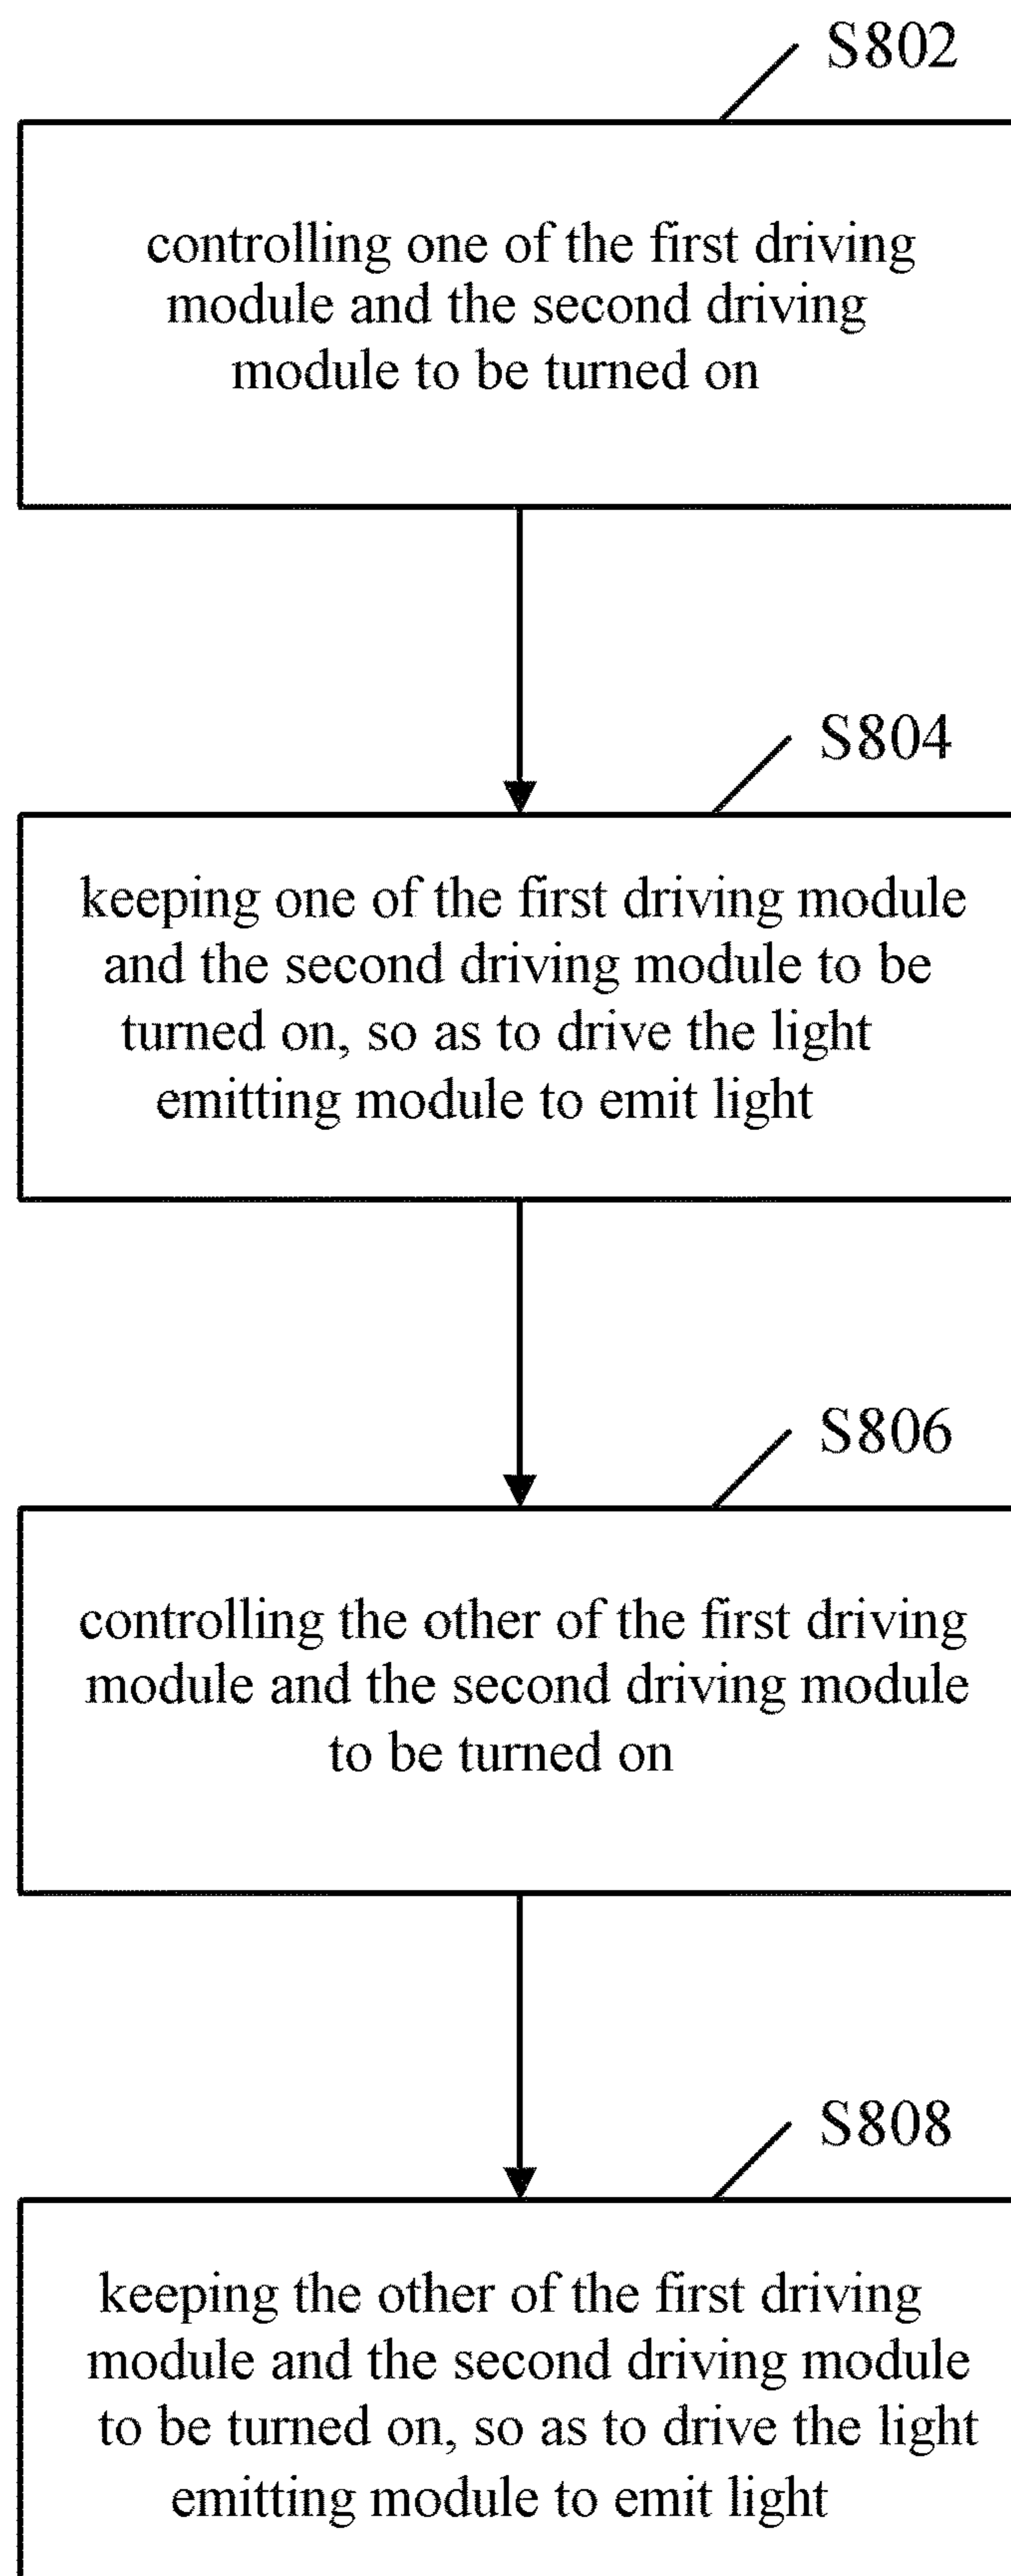 S802
controlling one of the first driving
module and the second driving
module to be turned on
S804
keeping one of the first driving module
and the second driving module to be
turned on, so as to drive the light
emitting module to emit light
S806
controlling the other of the first driving
module and the second driving module
to be turned on
S808
keeping the other of the first driving
module and the second driving module
to be turned on, so as to drive the light
emitting module to emit light